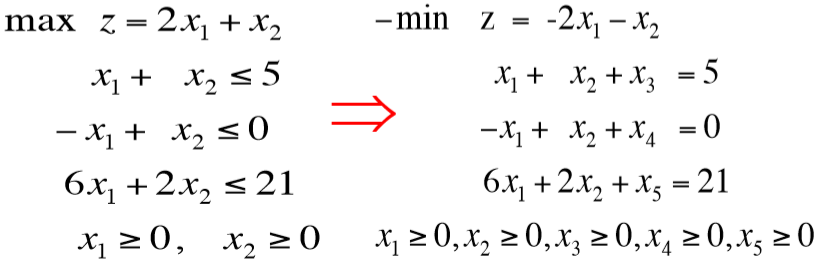 max z = 2x₁ + x₂
x₁ + x₂ ≤ 5
− x₁ + x₂ ≤ 0
6x₁ + 2x₂ ≤ 21
x₁ ≥ 0, x₂ ≥ 0
⇒
−min z = -2x₁ − x₂
x₁ + x₂ + x₃ = 5
−x₁ + x₂ + x₄ = 0
6x₁ + 2x₂ + x₅ = 21
x₁ ≥ 0, x₂ ≥ 0, x₃ ≥ 0, x₄ ≥ 0, x₅ ≥ 0